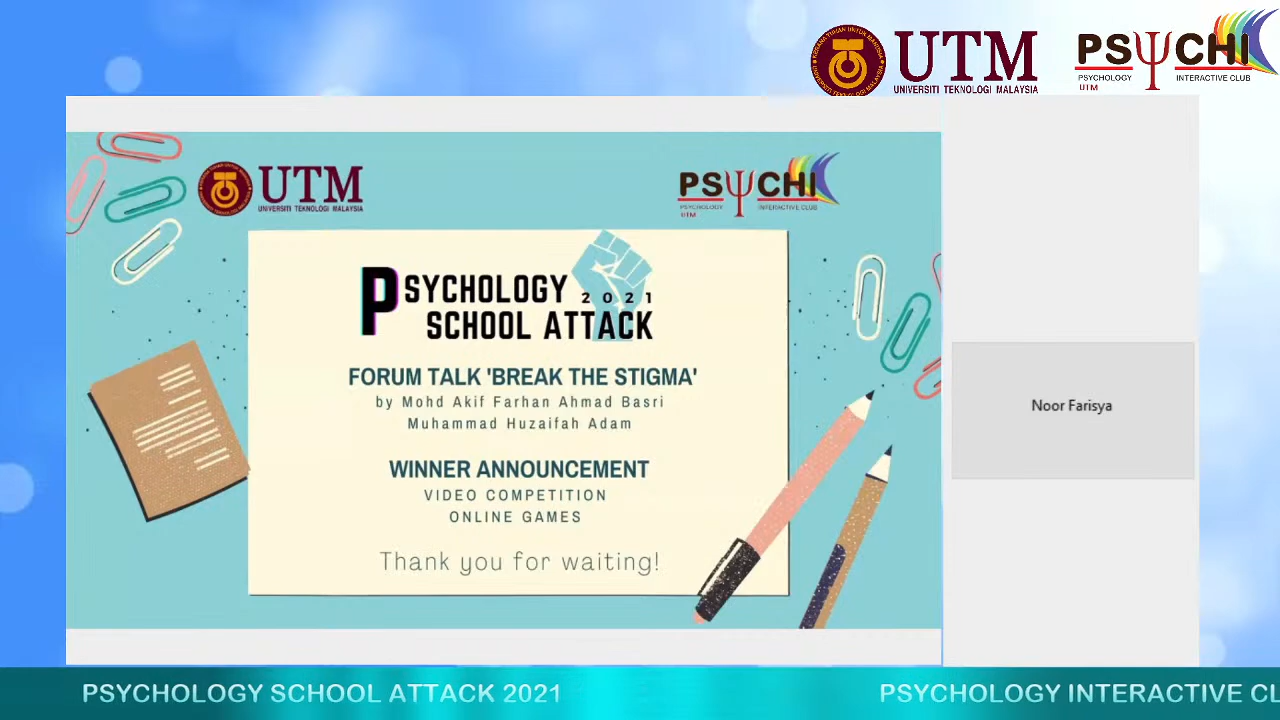 UTM
UNIVERSITI TEKNOLOGI MALAYSIA
PSΨCHI
PSYCHOLOGY INTERACTIVE CLUB
UTM
UTM
UNIVERSITI TEKNOLOGI MALAYSIA
PSΨCHI
PSYCHOLOGY INTERACTIVE CLUB
UTM
PSYCHOLOGY 2021
SCHOOL ATTACK
FORUM TALK 'BREAK THE STIGMA'
by Mohd Akif Farhan Ahmad Basri
Muhammad Huzaifah Adam
WINNER ANNOUNCEMENT
VIDEO COMPETITION
ONLINE GAMES
Thank you for waiting!
Noor Farisya
PSYCHOLOGY SCHOOL ATTACK 2021
PSYCHOLOGY INTERACTIVE CL